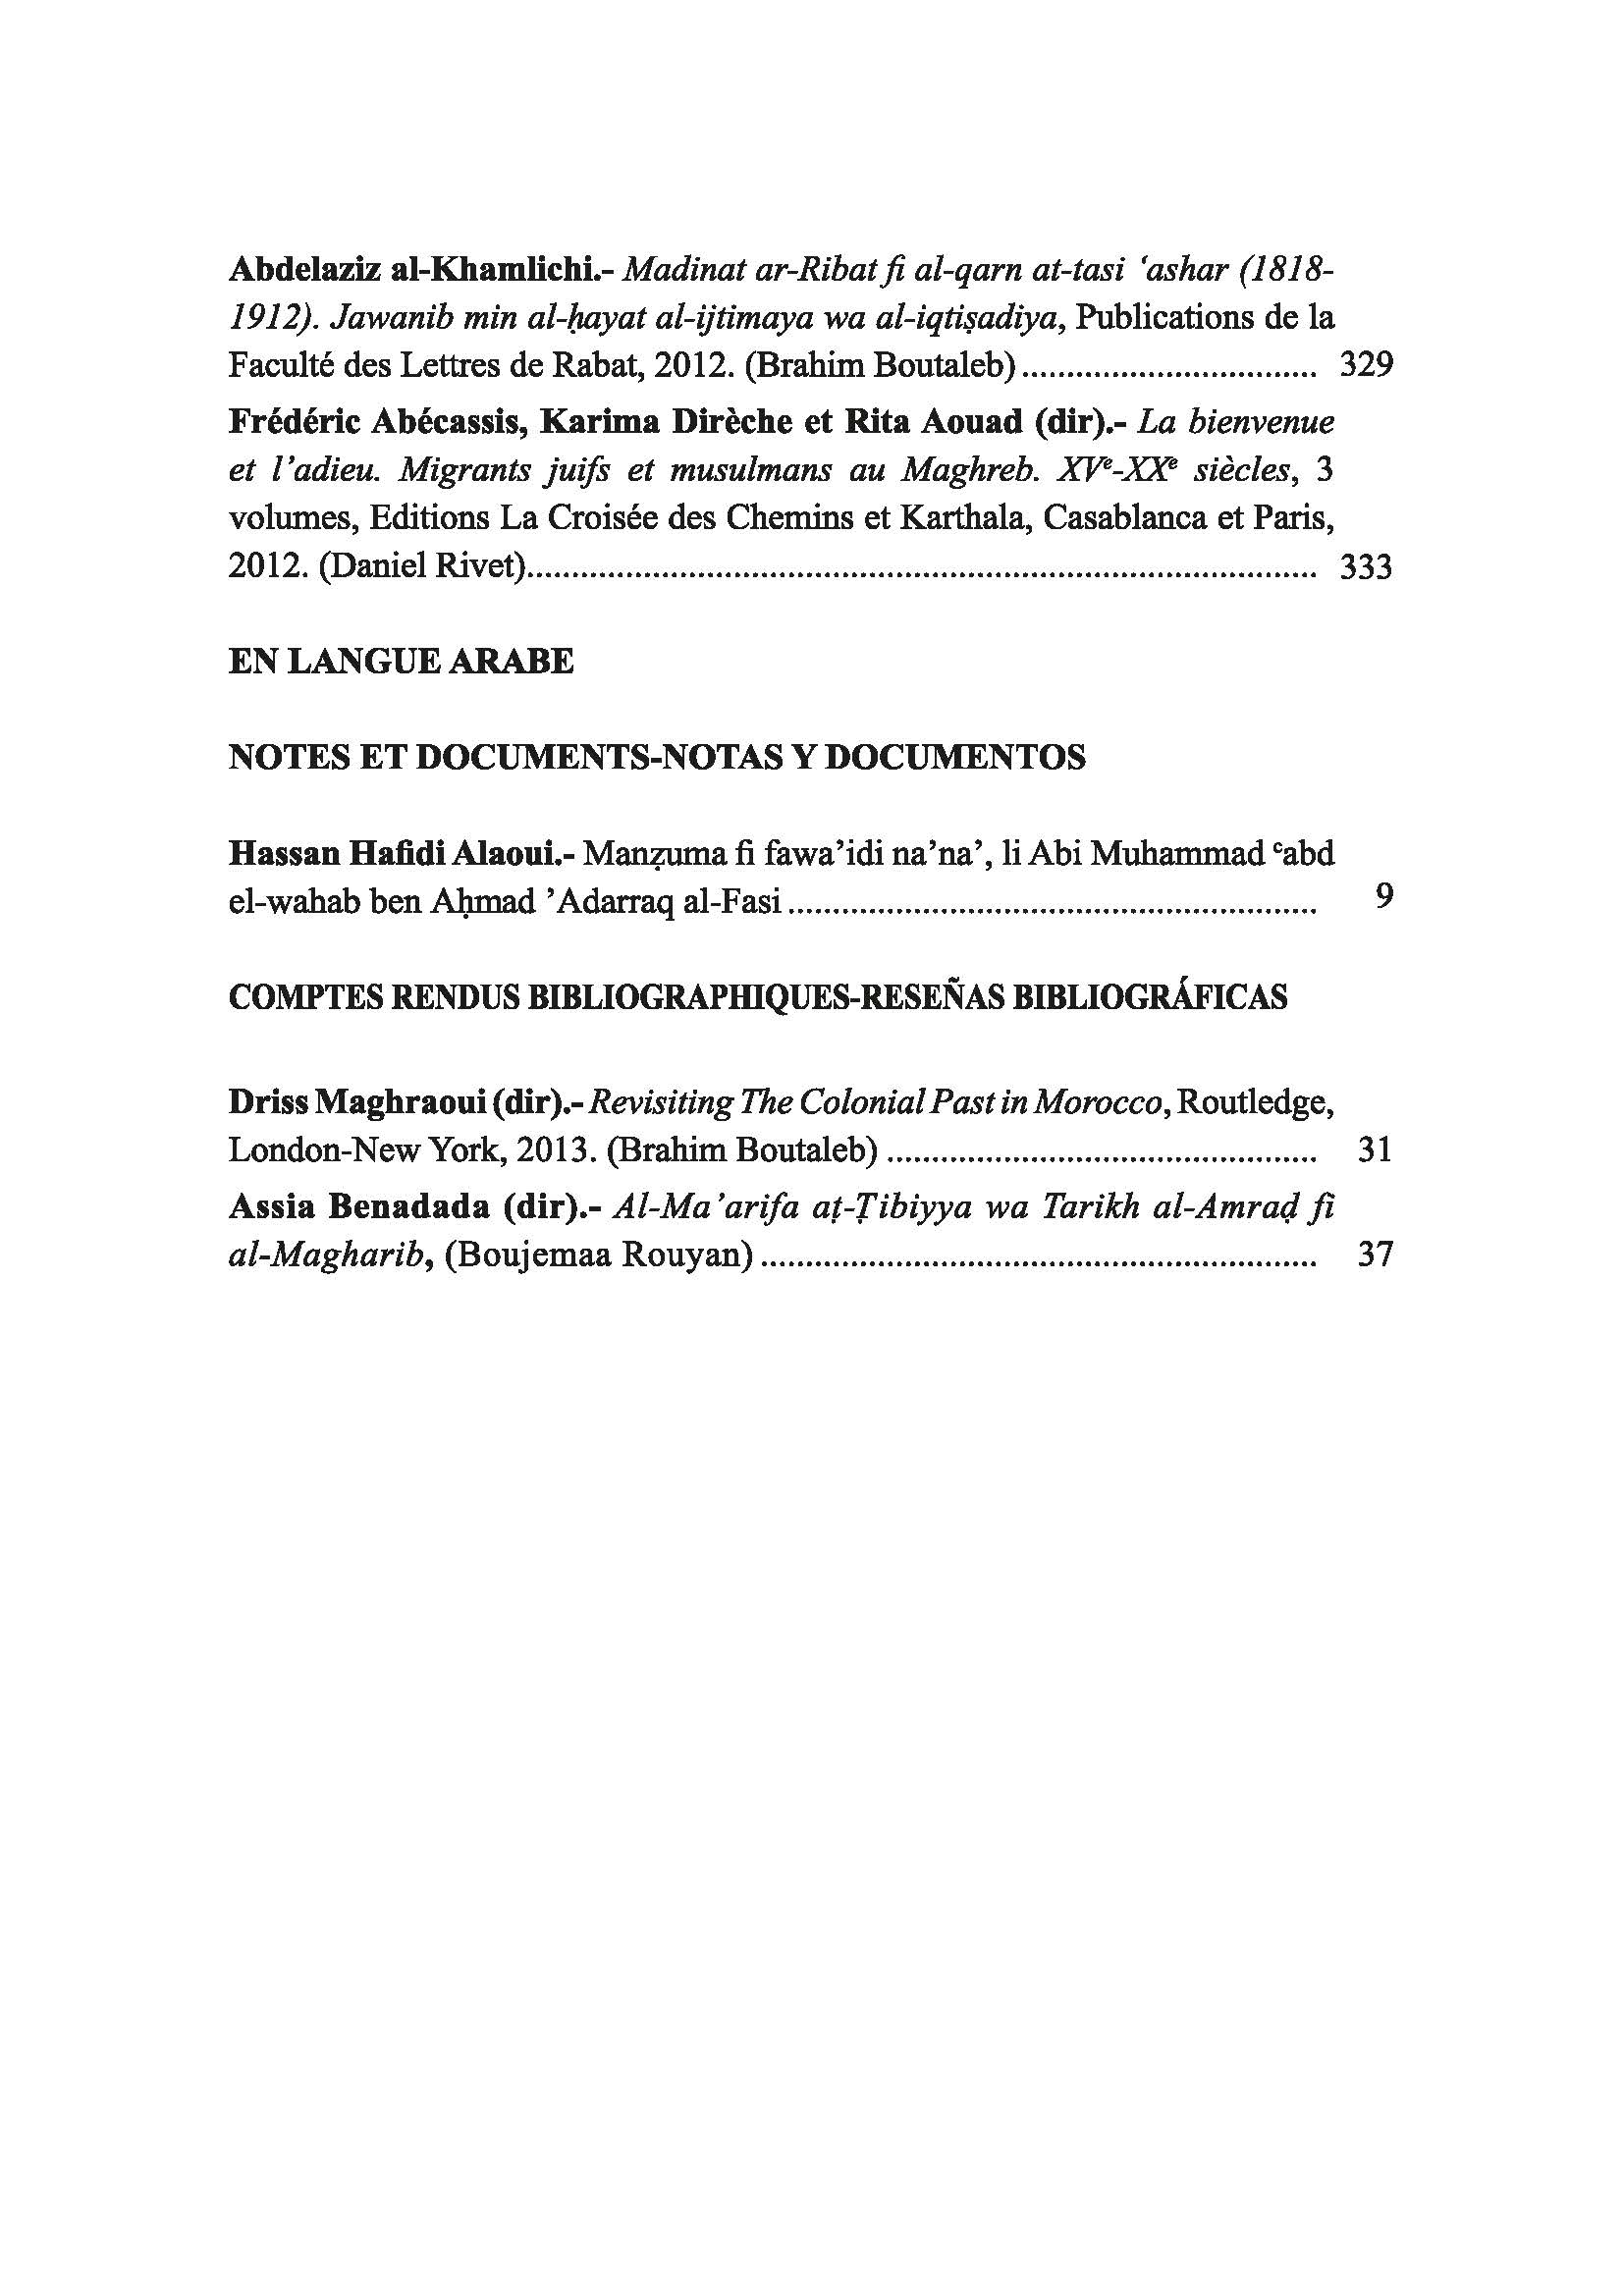 Abdelaziz al-Khamlichi.- Madinat ar-Ribat fi al-qarn at-tasi ‘ashar (1818-
1912). Jawanib min al-ḥayat al-ijtimaya wa al-iqtiṣadiya, Publications de la
Faculté des Lettres de Rabat, 2012. (Brahim Boutaleb) ................................. 329
Frédéric Abécassis, Karima Dirèche et Rita Aouad (dir).- La bienvenue
et l’adieu. Migrants juifs et musulmans au Maghreb. XVᵉ-XXᵉ siècles, 3
volumes, Editions La Croisée des Chemins et Karthala, Casablanca et Paris,
2012. (Daniel Rivet)........................................................................................ 333
EN LANGUE ARABE
NOTES ET DOCUMENTS-NOTAS Y DOCUMENTOS
Hassan Hafidi Alaoui.- Manẓuma fi fawa’idi na’na’, li Abi Muhammad ᶜabd
el-wahab ben Aḥmad ’Adarraq al-Fasi ........................................................... 9
COMPTES RENDUS BIBLIOGRAPHIQUES-RESEÑAS BIBLIOGRÁFICAS
Driss Maghraoui (dir).- Revisiting The Colonial Past in Morocco, Routledge,
London-New York, 2013. (Brahim Boutaleb) ................................................ 31
Assia Benadada (dir).- Al-Ma’arifa aṭ-Ṭibiyya wa Tarikh al-Amraḍ fi
al-Magharib, (Boujemaa Rouyan) .............................................................. 37